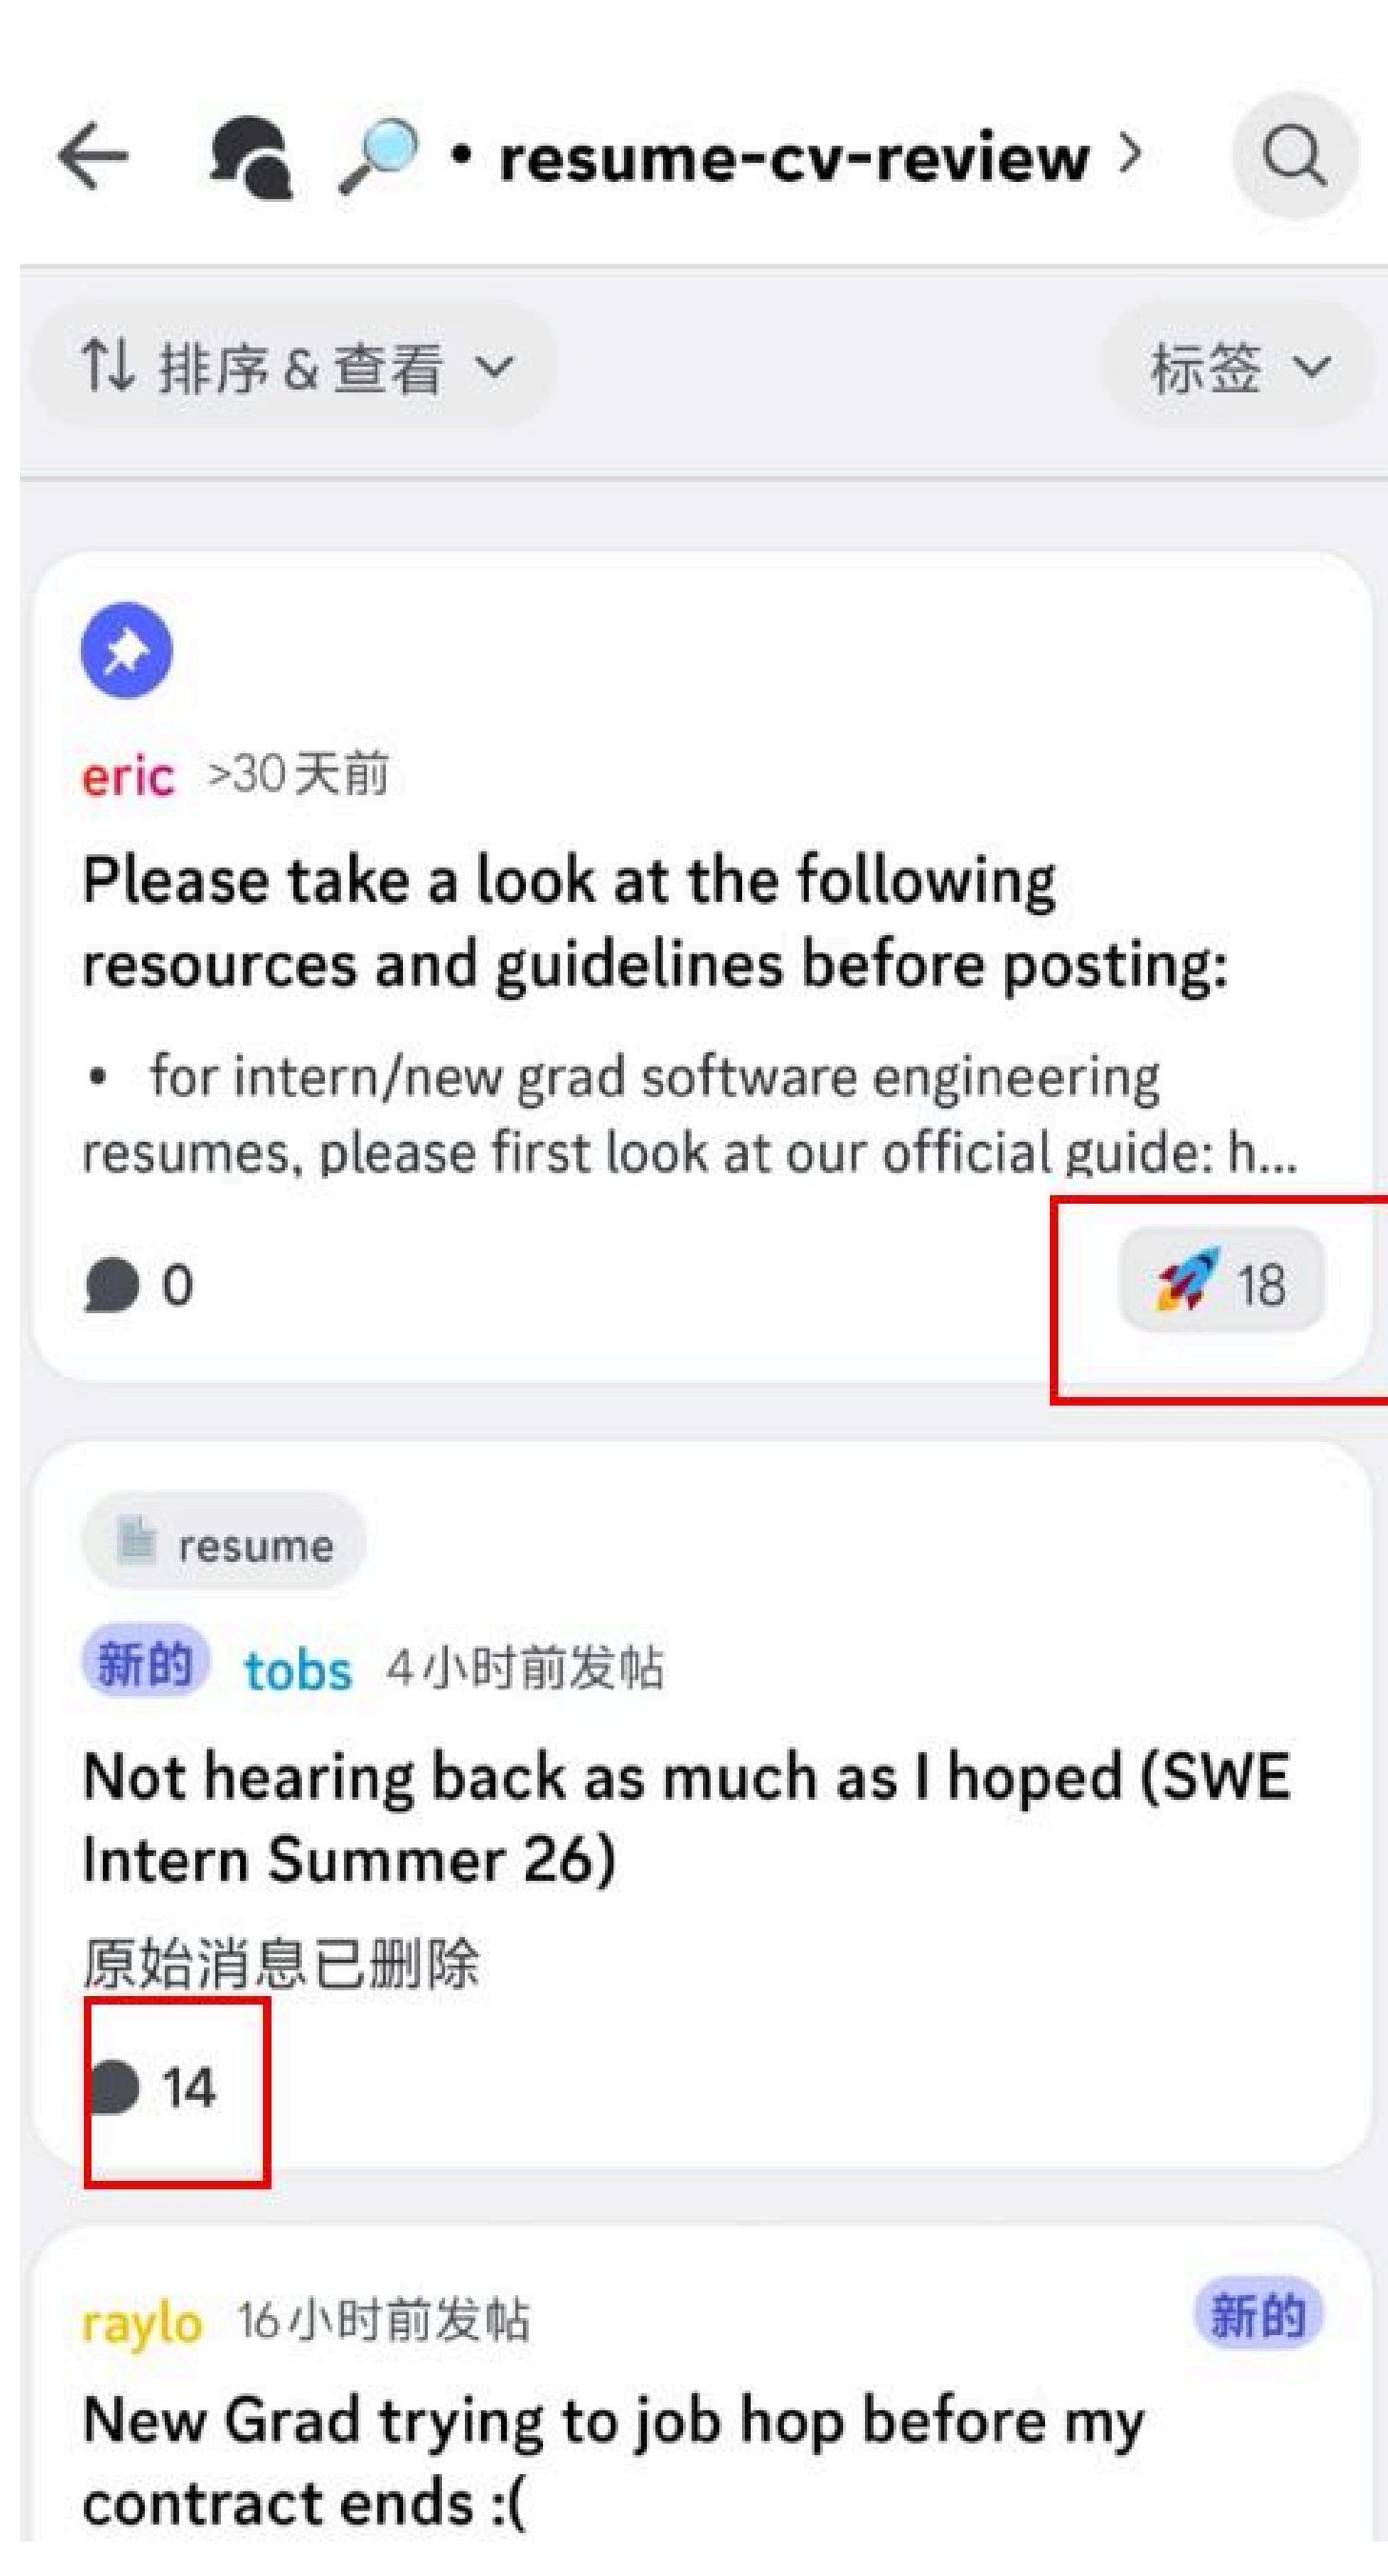 • resume-cv-review
排序 & 查看
标签
eric >30天前
Please take a look at the following
resources and guidelines before posting:
• for intern/new grad software engineering
resumes, please first look at our official guide: h...
0
18
resume
新的 tobs 4小时前发帖
Not hearing back as much as I hoped (SWE
Intern Summer 26)
原始消息已删除
14
raylo 16小时前发帖 新的
New Grad trying to job hop before my
contract ends :(